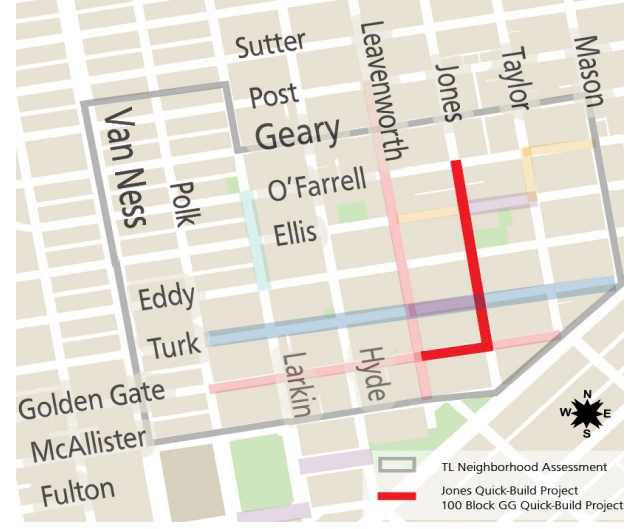 Sutter
Post
Geary
O'Farrell
Ellis
Eddy
Turk
Golden Gate
McAllister
Fulton
Van Ness
Polk
Larkin
Hyde
Leavenworth
Jones
Taylor
Mason
N
W E
S
TL Neighborhood Assessment
Jones Quick-Build Project
100 Block GG Quick-Build Project